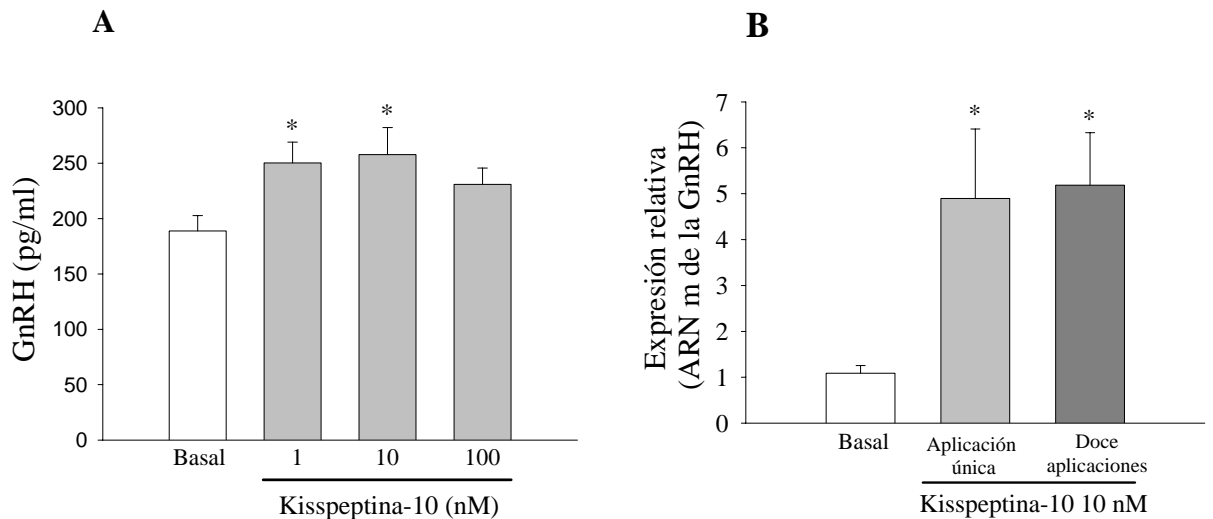 A
GnRH (pg/ml)
300
250
200
150
100
50
0
*
*
Basal
1
10
100
Kisspeptina-10 (nM)
B
Expresión relativa
(ARN m de la GnRH)
7
6
5
4
3
2
1
0
*
*
Basal
Aplicación
única
Doce
aplicaciones
Kisspeptina-10 10 nM